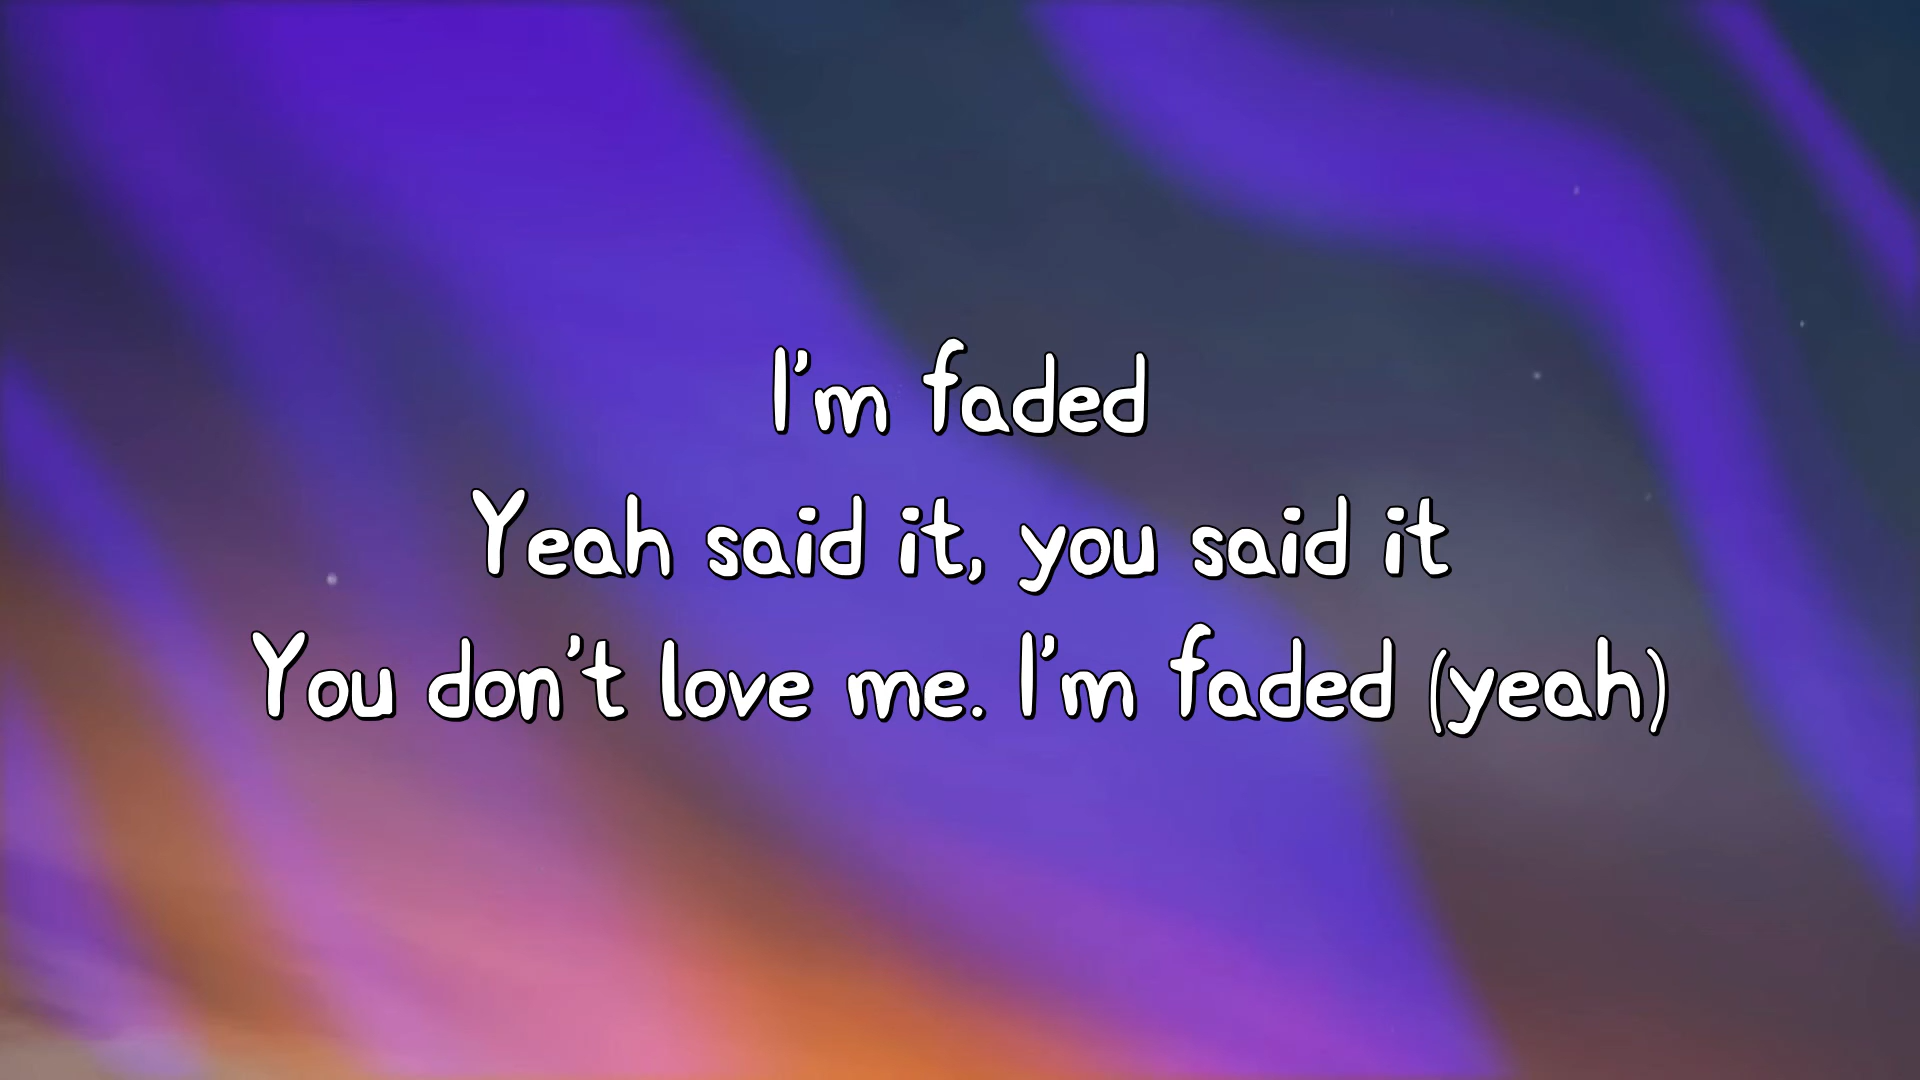 I'm faded
Yeah said it, you said it
You don't love me. I'm faded (yeah)